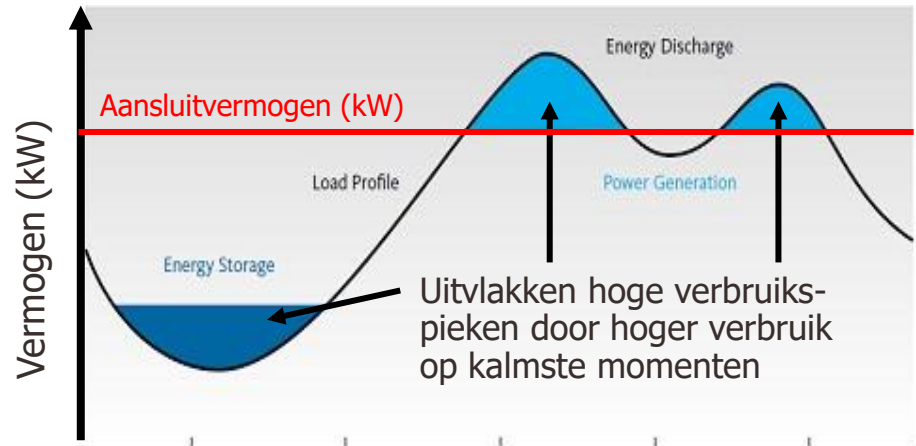 Energy Discharge
Aansluitvermogen (kW)
Vermogen (kW)
Load Profile
Power Generation
Energy Storage
Uitvlakken hoge verbruiks-
pieken door hoger verbruik
op kalmste momenten